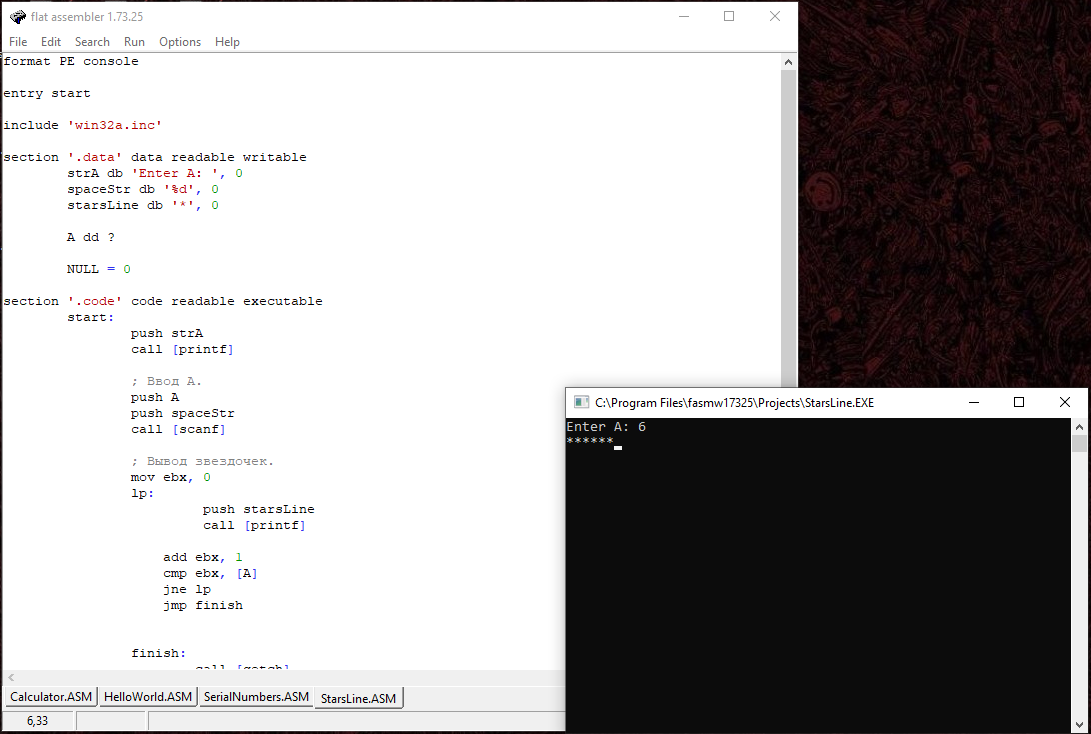 flat assembler 1.73.25
File Edit Search Run Options Help
format PE console
entry start
include 'win32a.inc'
section '.data' data readable writable
strA db 'Enter A: ', 0
spaceStr db '%d', 0
starsLine db '*', 0
A dd ?
NULL = 0
section '.code' code readable executable
start:
push strA
call [printf]
; Ввод A.
push A
push spaceStr
call [scanf]
; Вывод звездочек.
mov ebx, 0
lp:
push starsLine
call [printf]
add ebx, 1
cmp ebx, [A]
jne lp
jmp finish
finish:
call [getch]
Calculator.ASM HelloWorld.ASM SerialNumbers.ASM StarsLine.ASM
6,33
C:\Program Files\fasmw17325\Projects\StarsLine.EXE
Enter A: 6
******